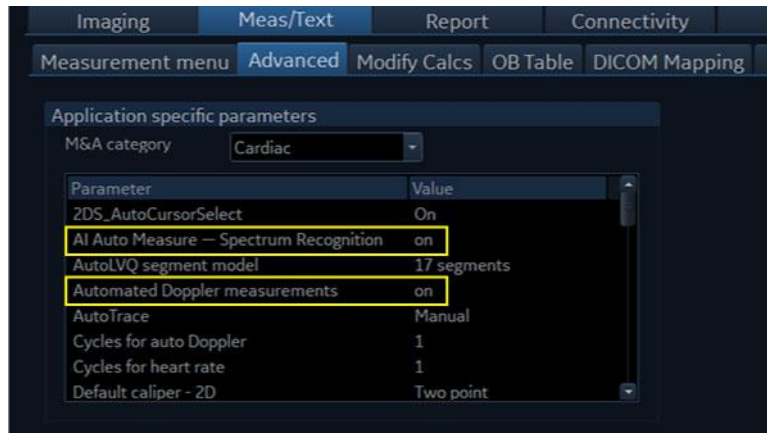 Imaging Meas/Text Report Connectivity
Measurement menu Advanced Modify Calcs OB Table DICOM Mapping
Application specific parameters
M&A category Cardiac
Parameter Value
2DS_AutoCursorSelect On
AI Auto Measure — Spectrum Recognition on
AutoLVQ segment model 17 segments
Automated Doppler measurements on
AutoTrace Manual
Cycles for auto Doppler 1
Cycles for heart rate 1
Default caliper - 2D Two point